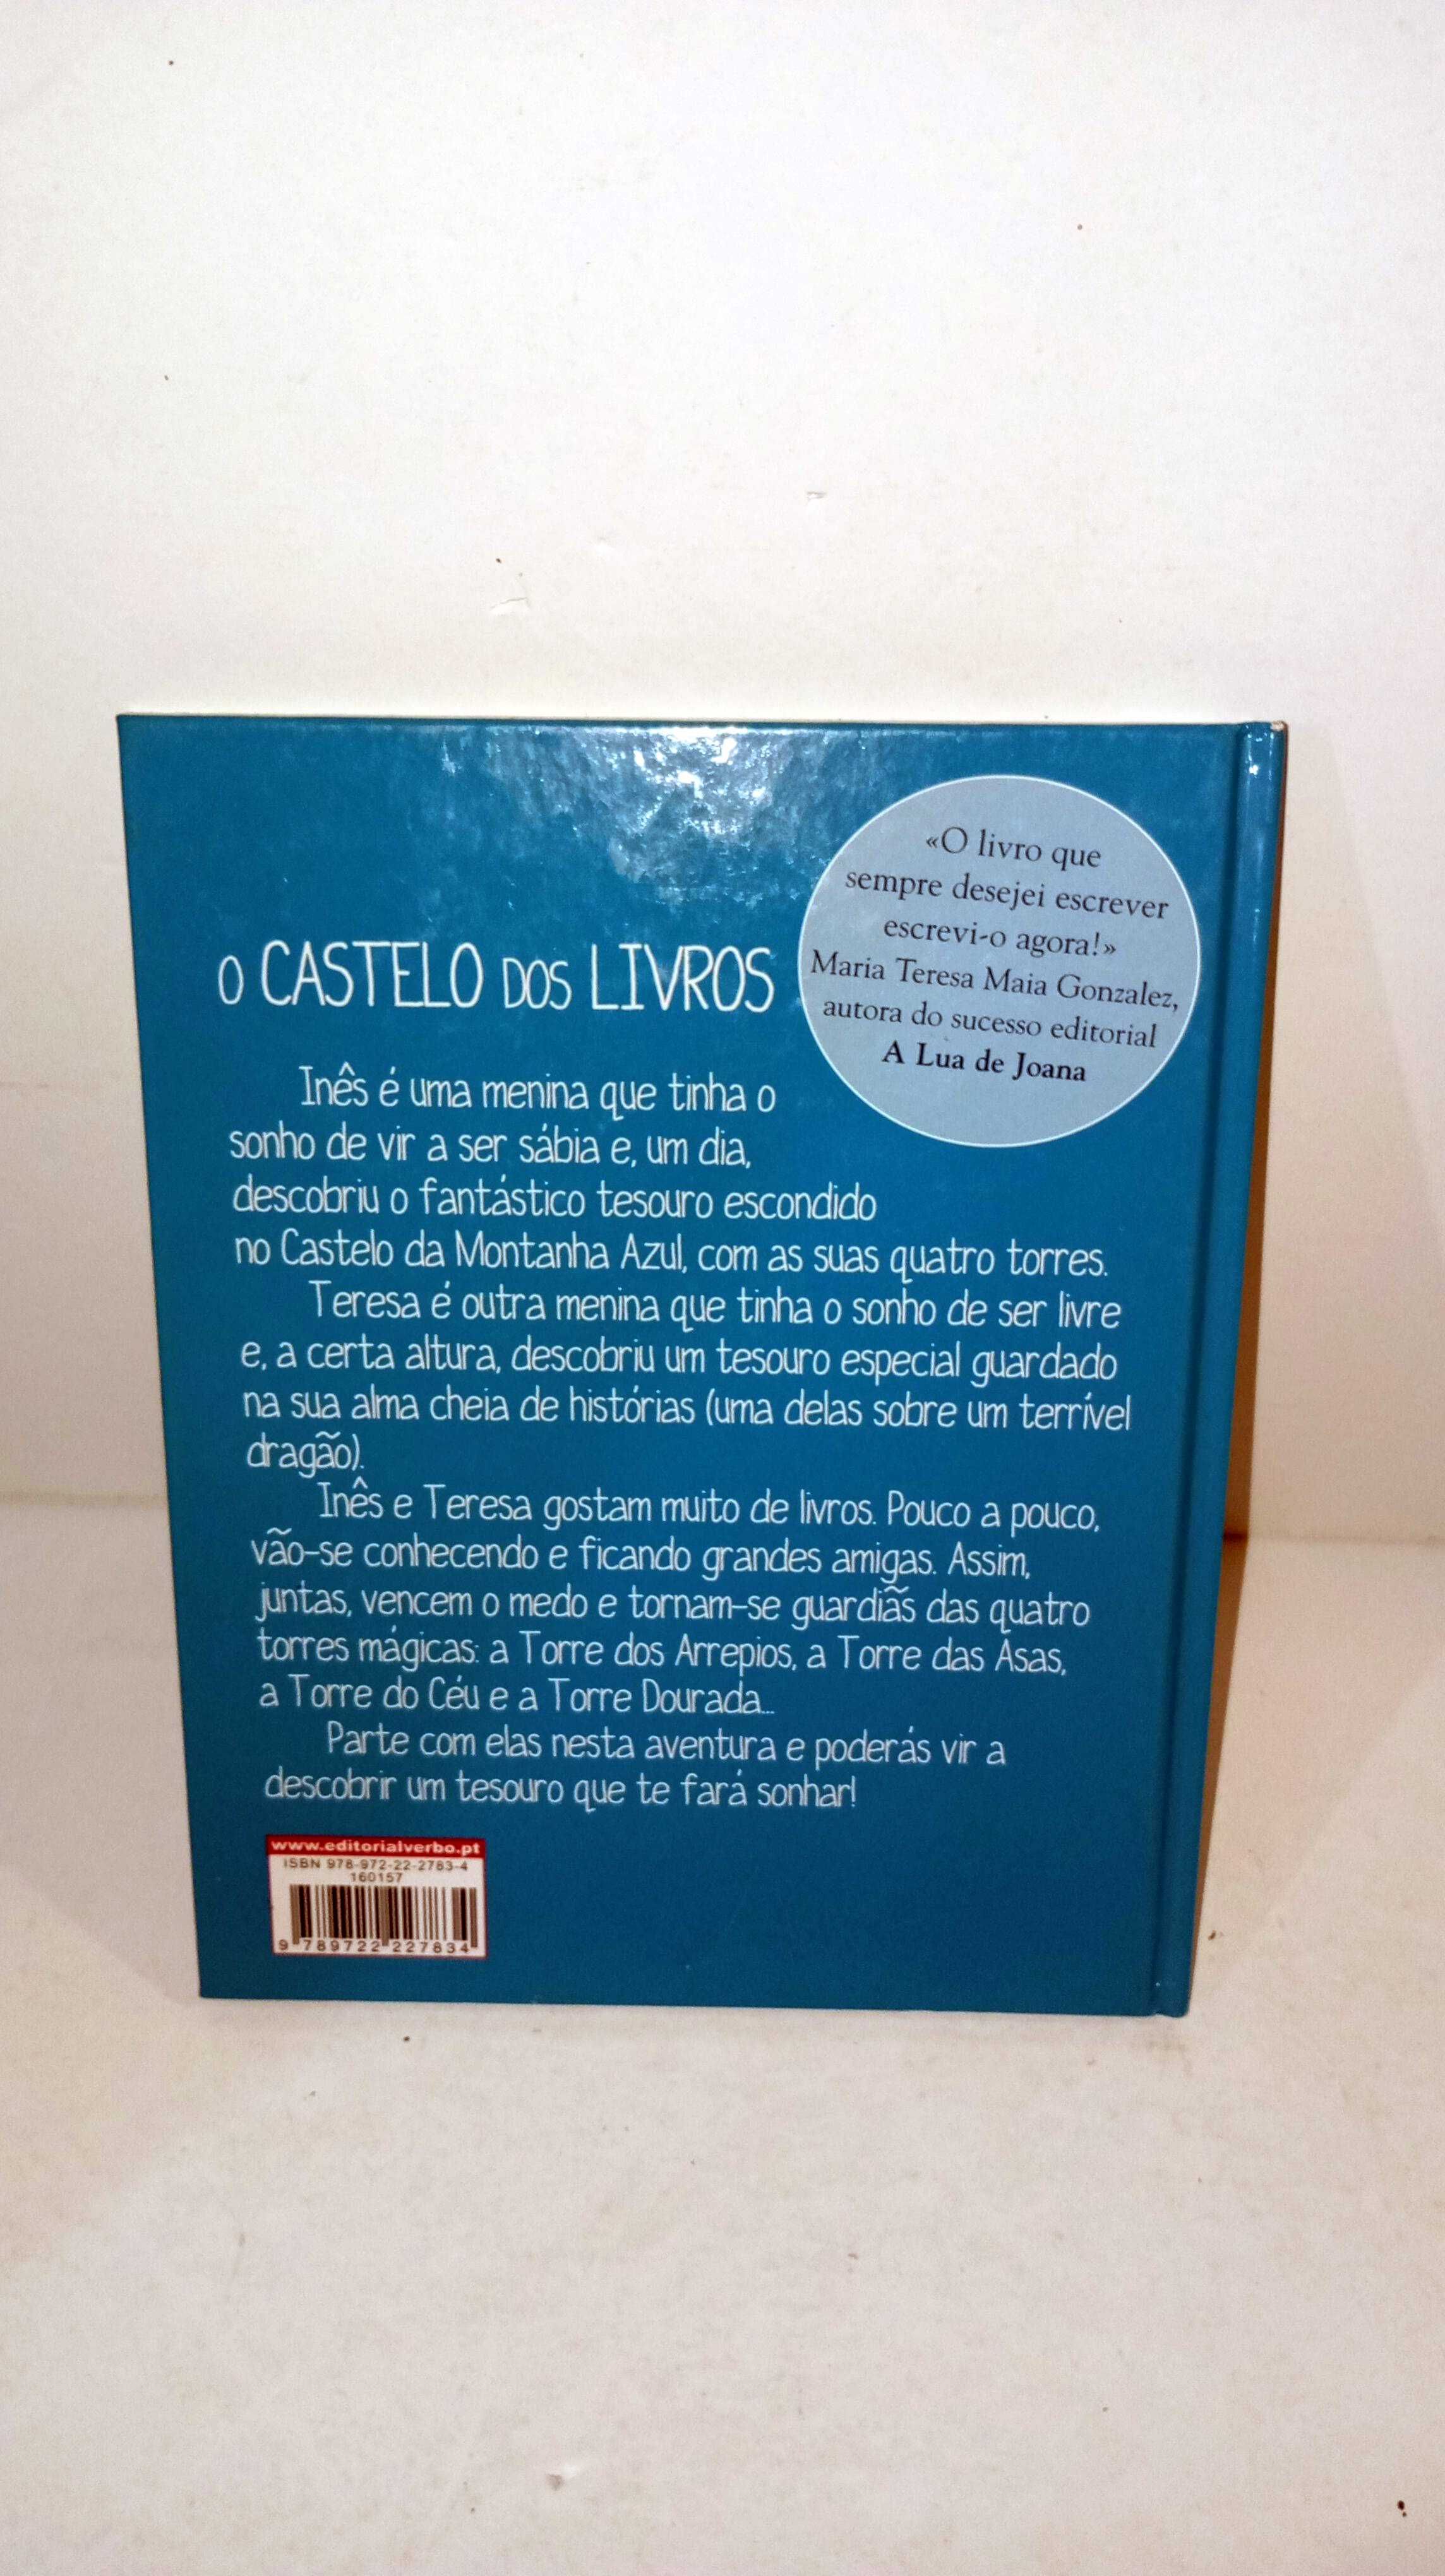 «O livro que
sempre desejei escrever
escrevi-o agora!»
Maria Teresa Maia Gonzalez,
autora do sucesso editorial
A Lua de Joana
O CASTELO DOS LIVROS
Inês é uma menina que tinha o
sonho de vir a ser sábia e, um dia,
descobriu o fantástico tesouro escondido
no Castelo da Montanha Azul, com as suas quatro torres.
Teresa é outra menina que tinha o sonho de ser livre
e, a certa altura, descobriu um tesouro especial guardado
na sua alma cheia de histórias (uma delas sobre um terrível
dragão).
Inês e Teresa gostam muito de livros. Pouco a pouco,
vão-se conhecendo e ficando grandes amigas. Assim,
juntas, vencem o medo e tornam-se guardiãs das quatro
torres mágicas: a Torre dos Arrepios, a Torre das Asas,
a Torre do Céu e a Torre Dourada...
Parte com elas nesta aventura e poderás vir a
descobrir um tesouro que te fará sonhar!
www.editorialverbo.pt
ISBN 978-972-22-2783-4
160157
9 789722 227834